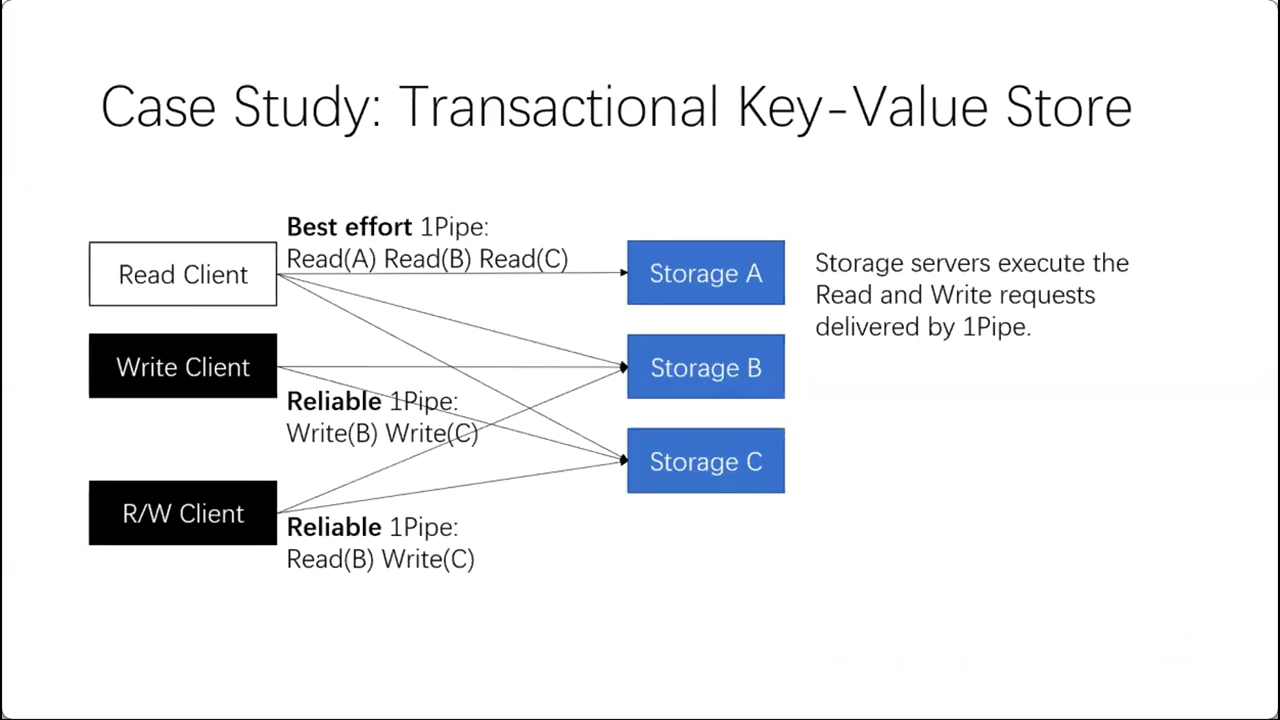 Case Study: Transactional Key-Value Store
Best effort 1Pipe:
Read(A) Read(B) Read(C)
Read Client
Storage A
Storage servers execute the
Read and Write requests
delivered by 1Pipe.
Write Client
Storage B
Reliable 1Pipe:
Write(B) Write(C)
Storage C
R/W Client
Reliable 1Pipe:
Read(B) Write(C)